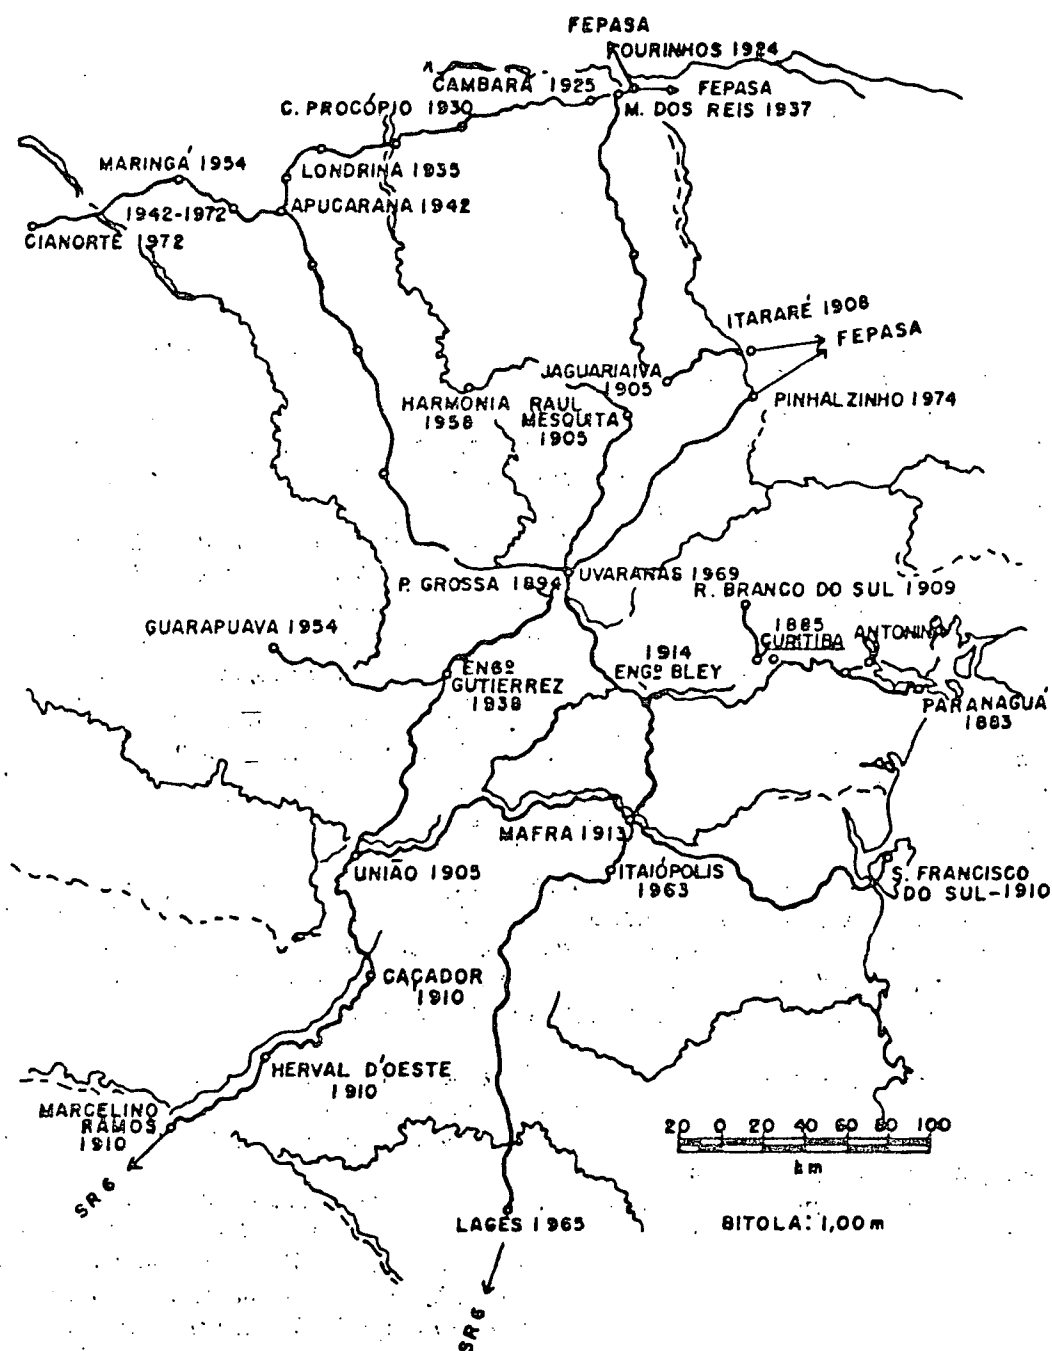 FEPASA
OURINHOS 1924
CAMBARÁ 1925
FEPASA
C. PROCÓPIO 1930
M. DOS REIS 1937
MARINGÁ 1954
LONDRINA 1935
1942-1972
APUCARANA 1942
CIANORTE 1972
ITARARÉ 1908
FEPASA
JAGUARIAIVA
1905
HARMONIA
1958
RAUL
MESQUITA
1905
PINHALZINHO 1974
P. GROSSA 1894
UVARANAS 1969
R. BRANCO DO SUL 1909
GUARAPUAVA 1954
1885
CURITIBA
ANTONINA
1914
ENGº BLEY
ENGº
GUTIERREZ
1938
PARANAGUÁ
1883
MAFRA 1913
UNIÃO 1905
ITAIÓPOLIS
1963
S. FRANCISCO
DO SUL-1910
CAÇADOR
1910
HERVAL D'OESTE
1910
MARCELINO
RAMOS
1910
SR 6
20 0 20 40 60 80 100
km
LAGES 1965
BITOLA: 1,00 m
SR 6